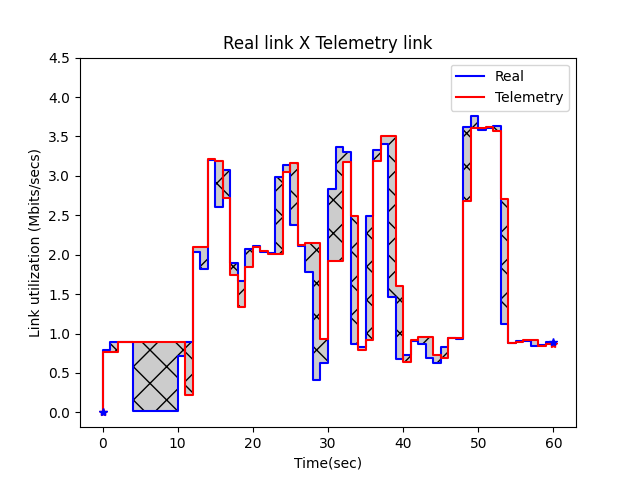 Real link X Telemetry link
Real
Telemetry
Link utilization (Mbits/secs)
4.5
4.0
3.5
3.0
2.5
2.0
1.5
1.0
0.5
0.0
0 10 20 30 40 50 60
Time(sec)